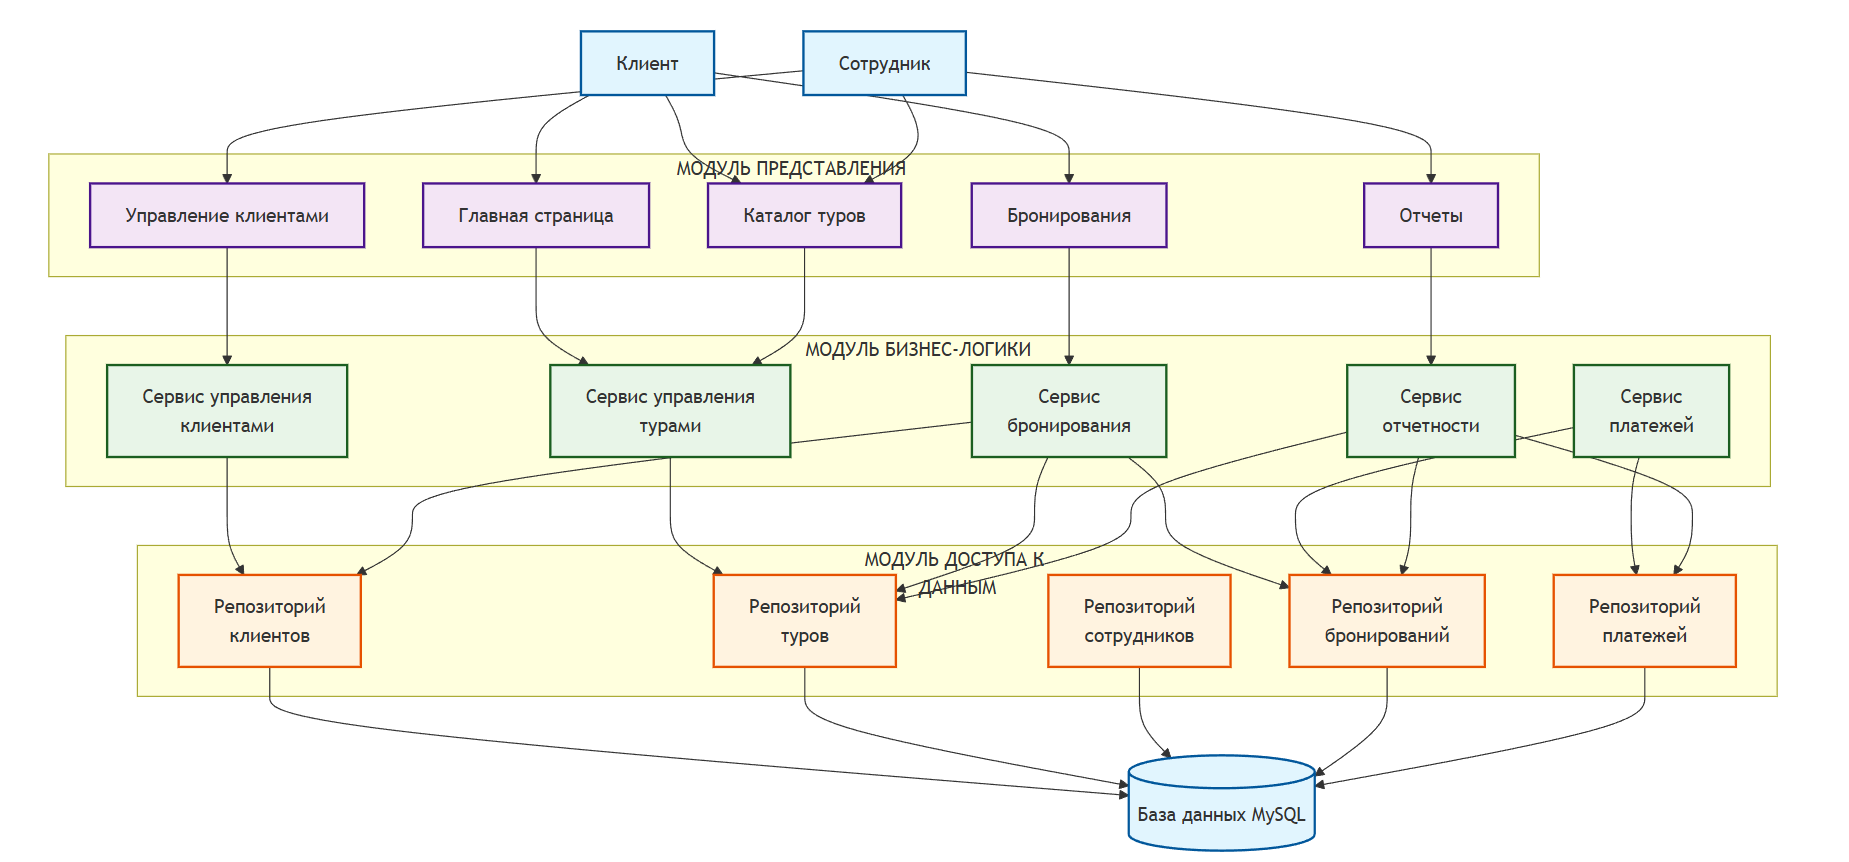 Клиент
Сотрудник
МОДУЛЬ ПРЕДСТАВЛЕНИЯ
Управление клиентами
Главная страница
Каталог туров
Бронирования
Отчеты
МОДУЛЬ БИЗНЕС-ЛОГИКИ
Сервис управления
клиентами
Сервис управления
турами
Сервис
бронирования
Сервис
отчетности
Сервис
платежей
МОДУЛЬ ДОСТУПА К
ДАННЫМ
Репозиторий
клиентов
Репозиторий
туров
Репозиторий
сотрудников
Репозиторий
бронирований
Репозиторий
платежей
База данных MySQL